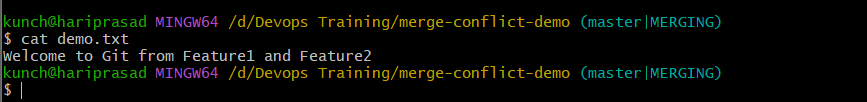 kunch@hariprasad MINGW64 /d/Devops Training/merge-conflict-demo (master|MERGING)
$ cat demo.txt
Welcome to Git from Feature1 and Feature2
kunch@hariprasad MINGW64 /d/Devops Training/merge-conflict-demo (master|MERGING)
$